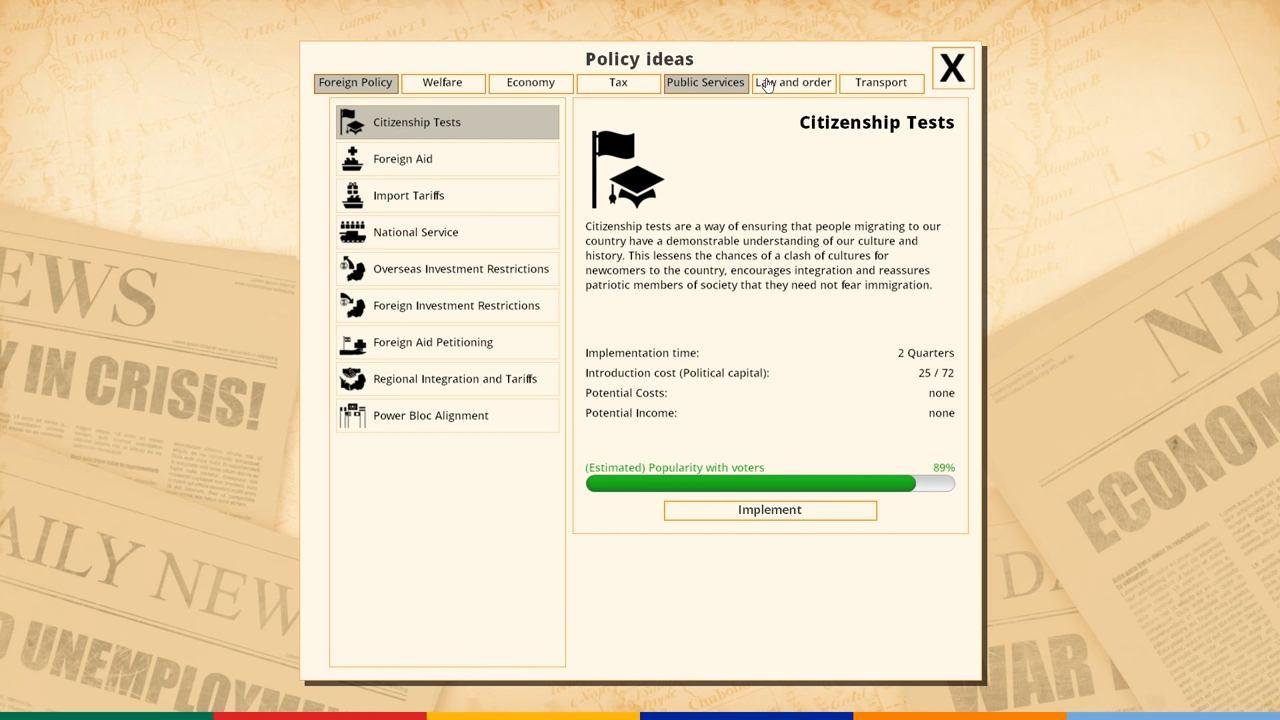 Policy ideas
X
Foreign Policy
Welfare
Economy
Tax
Public Services
Law and order
Transport
Citizenship Tests
Foreign Aid
Import Tariffs
National Service
Overseas Investment Restrictions
Foreign Investment Restrictions
Foreign Aid Petitioning
Regional Integration and Tariffs
Power Bloc Alignment
Citizenship Tests
Citizenship tests are a way of ensuring that people migrating to our
country have a demonstrable understanding of our culture and
history. This lessens the chances of a clash of cultures for
newcomers to the country, encourages integration and reassures
patriotic members of society that they need not fear immigration.
Implementation time: 2 Quarters
Introduction cost (Political capital): 25 / 72
Potential Costs: none
Potential Income: none
(Estimated) Popularity with voters 89%
Implement
EWS
Y IN CRISIS!
AILY NEW
UNEMPLOYM
NE
ECONOM
DA
WAR